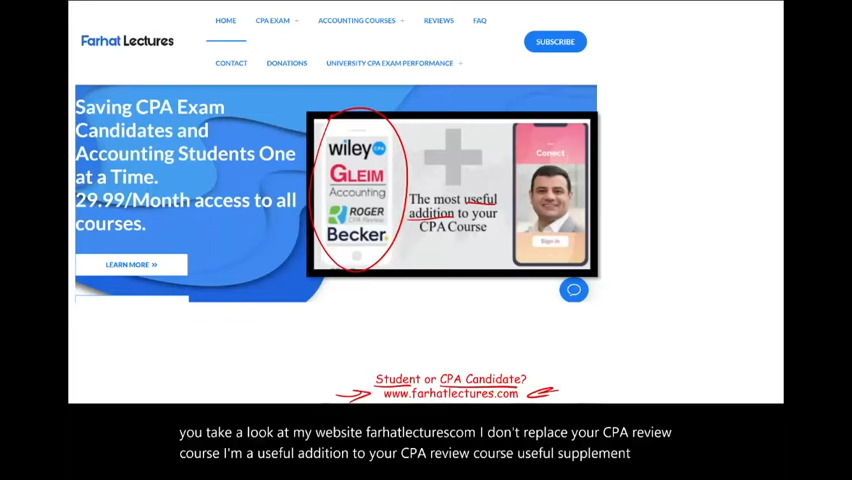 HOME
CPA EXAM
ACCOUNTING COURSES
REVIEWS
FAQ
Farhat Lectures
SUBSCRIBE
CONTACT
DONATIONS
UNIVERSITY CPA EXAM PERFORMANCE
Saving CPA Exam
Candidates and
Accounting Students One
at a Time.
29.99/Month access to all
courses.
LEARN MORE »
wiley CPA
GLEIM
Accounting
ROGER
CPA Review
Becker
The most useful
addition to your
CPA Course
Conect
Sign in
Student or CPA Candidate?
www.farhatlectures.com
you take a look at my website farhatlecturescom I don't replace your CPA review
course I'm a useful addition to your CPA review course useful supplement